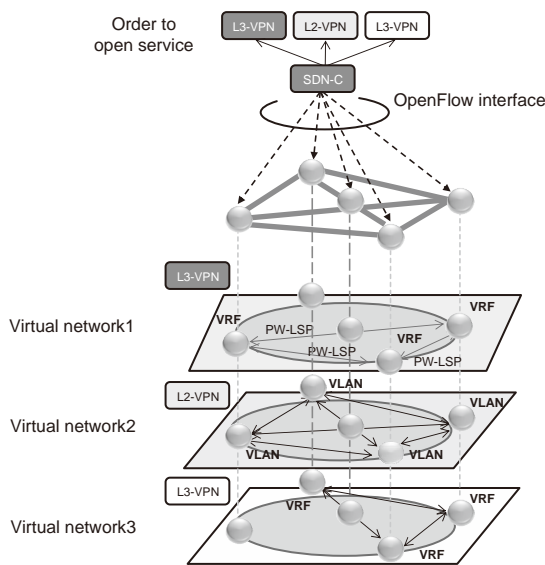 Order to
open service
L3-VPN
L2-VPN
L3-VPN
SDN-C
OpenFlow interface
L3-VPN
Virtual network1
VRF
VRF
PW-LSP
VRF
PW-LSP
PW-LSP
L2-VPN
VLAN
Virtual network2
VLAN
VLAN
VLAN
L3-VPN
Virtual network3
VRF
VRF
VRF